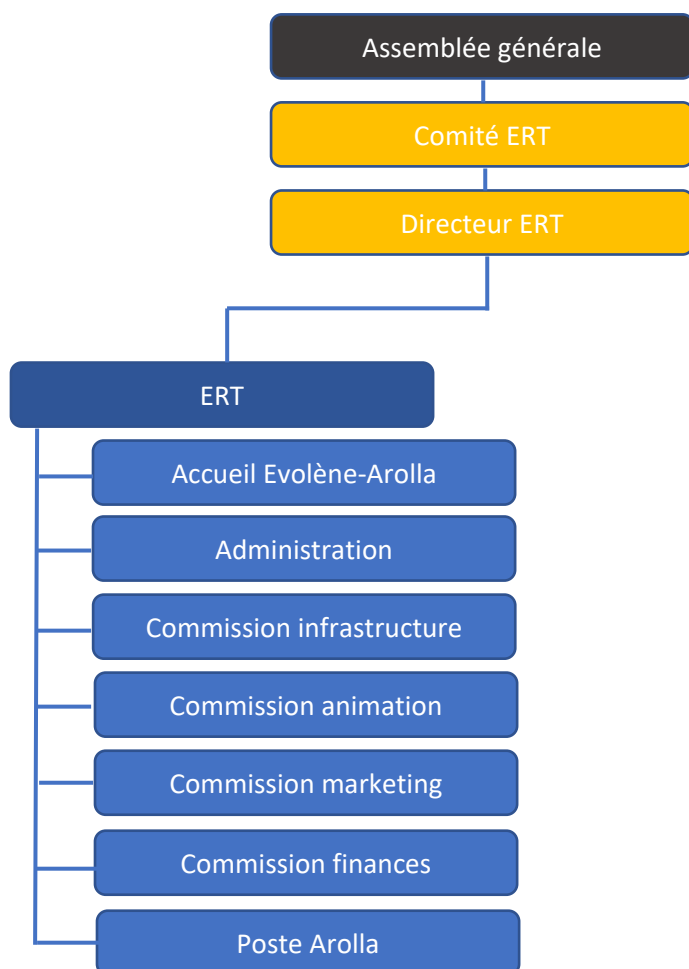 Assemblée générale
Comité ERT
Directeur ERT
ERT
Accueil Evolène-Arolla
Administration
Commission infrastructure
Commission animation
Commission marketing
Commission finances
Poste Arolla